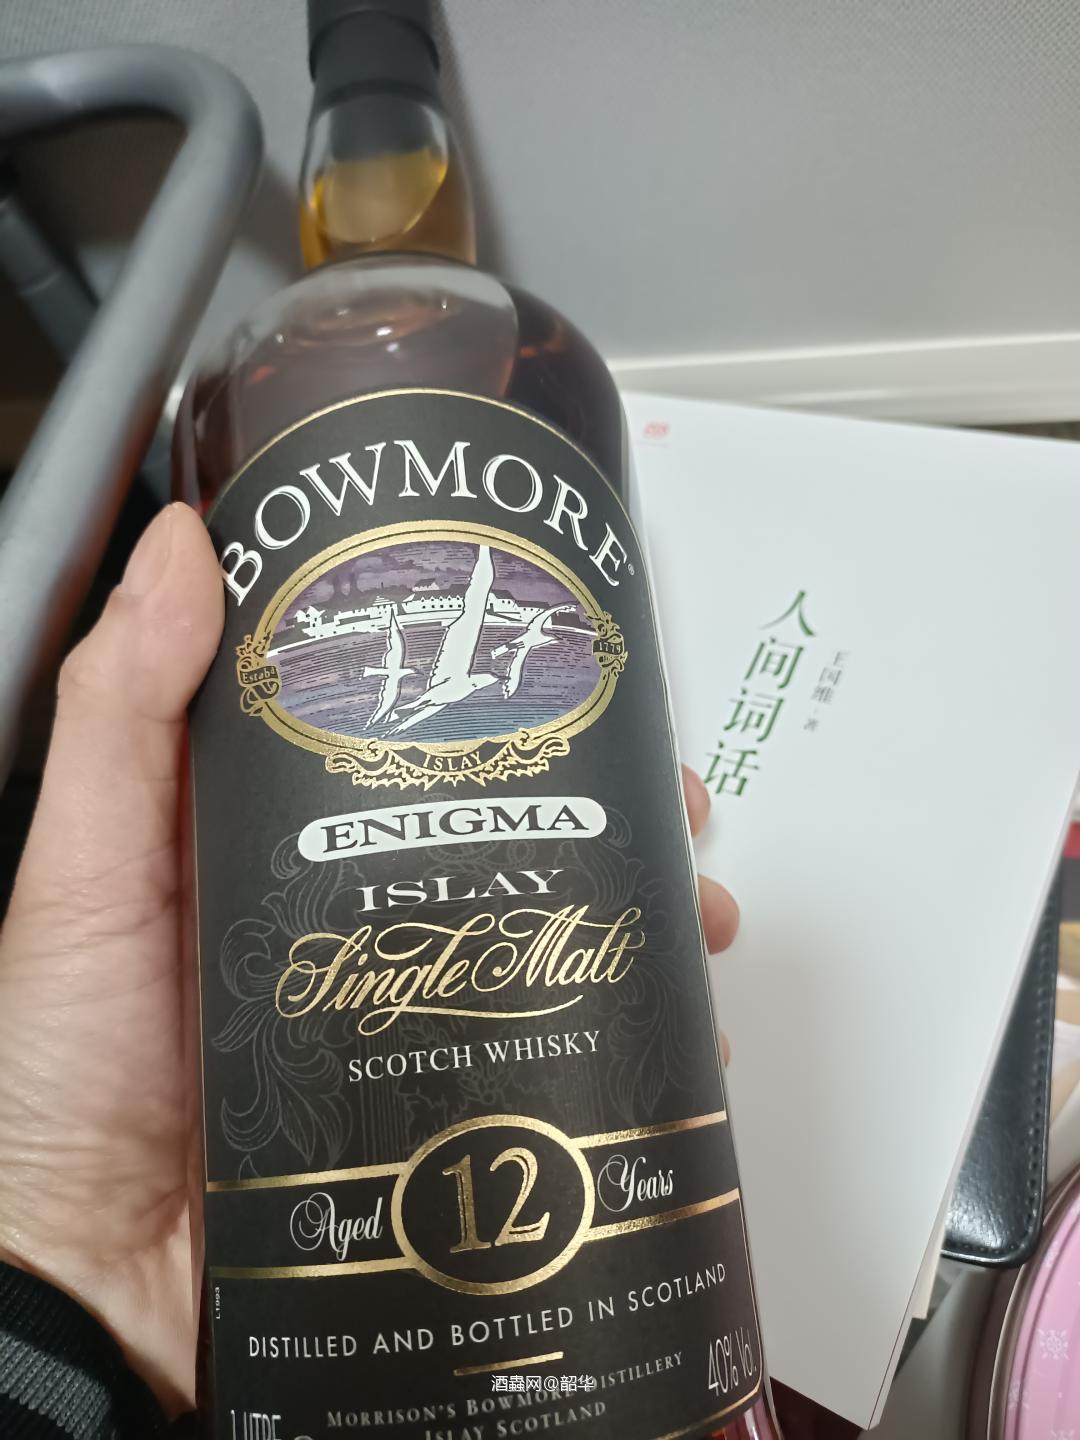 BOWMORE®
Estabd
1779
ISLAY
ENIGMA
ISLAY
Single Malt
SCOTCH WHISKY
Aged 12 Years
L1993
DISTILLED AND BOTTLED IN SCOTLAND
40% Vol.
MORRISON'S BOWMORE DISTILLERY
ISLAY SCOTLAND
1 LITRE
人间词话
王国维 著
酒蟲网@韶华